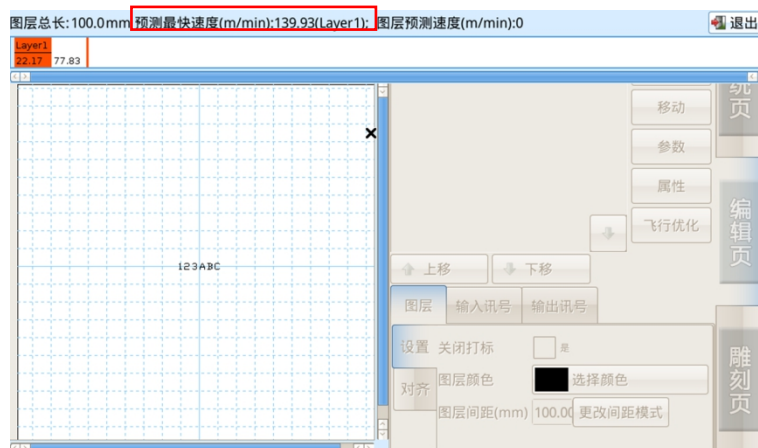 图层总长:100.0mm 预测最快速度(m/min):139.93(Layer1); 图层预测速度(m/min):0
退出
Layer1
22.17 77.83
页
移动
参数
属性
飞行优化
编辑页
123ABC
上移 下移
图层 输入讯号 输出讯号
设置 关闭打标 是
对齐 图层颜色 选择颜色
图层间距(mm) 100.00 更改间距模式
雕刻页